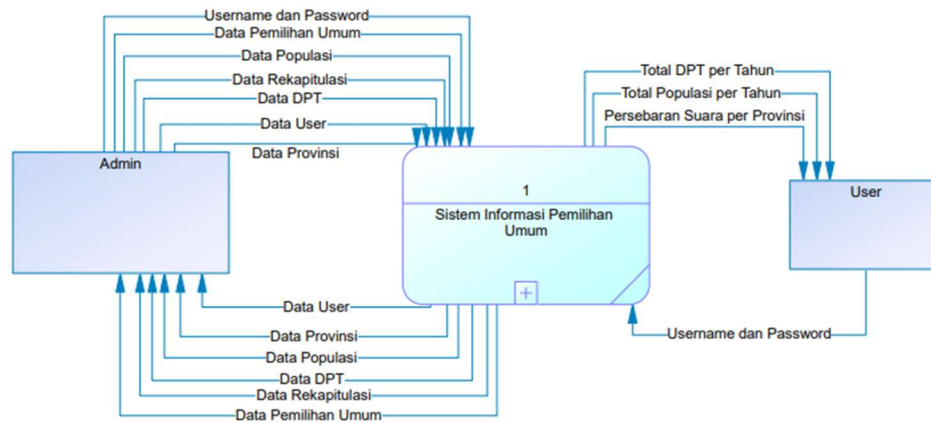 Username dan Password
Data Pemilihan Umum
Data Populasi
Data Rekapitulasi
Data DPT
Data User
Data Provinsi
Total DPT per Tahun
Total Populasi per Tahun
Persebaran Suara per Provinsi
Admin
1
Sistem Informasi Pemilihan
Umum
User
Data User
Data Provinsi
Data Populasi
Data DPT
Data Rekapitulasi
Data Pemilihan Umum
Username dan Password